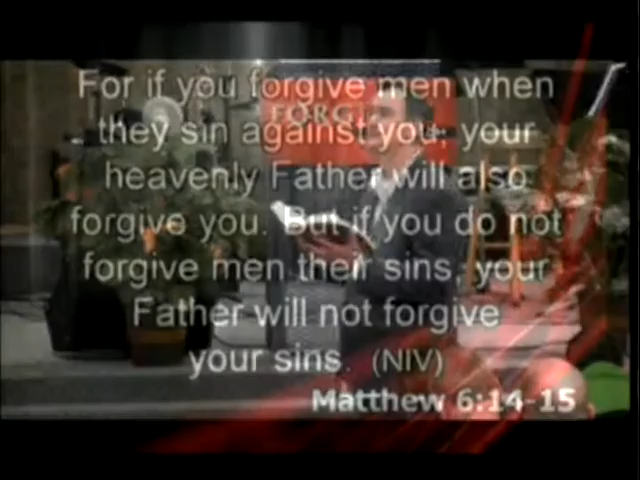 For if you forgive men when
they sin against you, your
heavenly Father will also
forgive you. But if you do not
forgive men their sins, your
Father will not forgive
your sins. (NIV)
Matthew 6:14-15